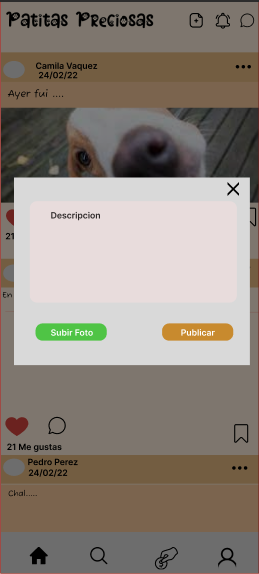 Patitas Preciosas
Camila Vaquez
24/02/22
Ayer fui ....
Descripcion
21
En
Subir Foto
Publicar
21 Me gustas
Pedro Perez
24/02/22
Chal.....